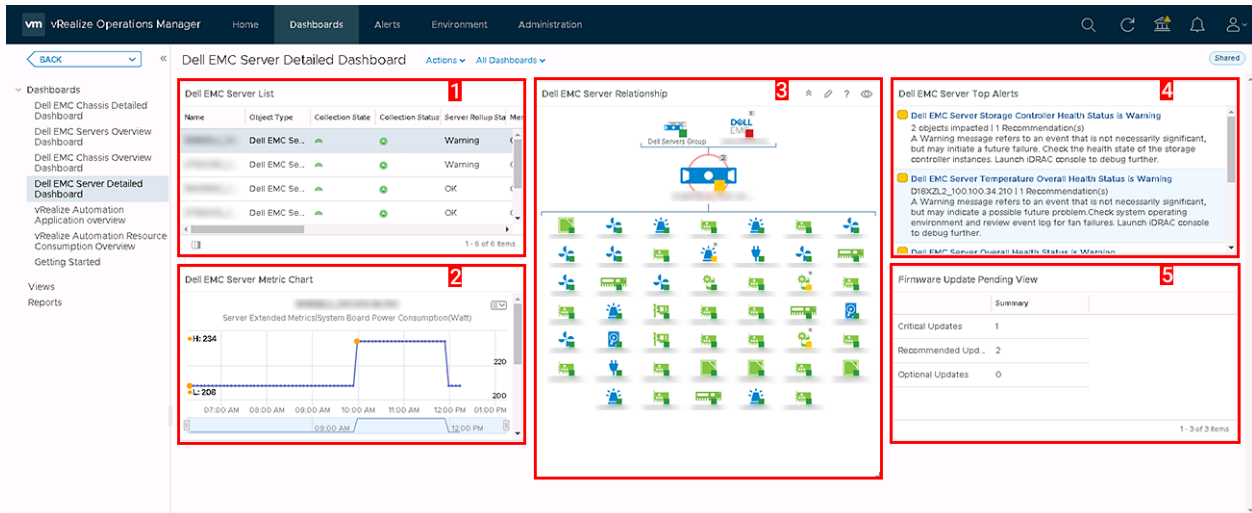 vm vRealize Operations Manager Home Dashboards Alerts Environment Administration
BACK
Dell EMC Server Detailed Dashboard Actions All Dashboards Shared
Dashboards
Dell EMC Chassis Detailed
Dashboard
Dell EMC Servers Overview
Dashboard
Dell EMC Chassis Overview
Dashboard
Dell EMC Server Detailed
Dashboard
vRealize Automation
Application overview
vRealize Automation Resource
Consumption Overview
Getting Started
Views
Reports
Dell EMC Server List 1
Name Object Type Collection State Collection Status Server Rollup Sta Mer
Dell EMC Se.. Warning
Dell EMC Se.. Warning
Dell EMC Se.. OK
Dell EMC Se.. OK
1 - 6 of 6 items
Dell EMC Server Metric Chart 2
Server Extended Metrics|System Board Power Consumption(Watt)
H: 234
220
L: 208
200
07:00 AM 08:00 AM 09:00 AM 10:00 AM 11:00 AM 12:00 PM 01:00 PM
09:00 AM 12:00 PM
Dell EMC Server Relationship 3
DELL
EMC
Dell Servers Group
2
Dell EMC Server Top Alerts 4
Dell EMC Server Storage Controller Health Status is Warning
2 objects impacted | 1 Recommendation(s)
A Warning message refers to an event that is not necessarily significant,
but may initiate a future failure. Check the health state of the storage
controller instances. Launch iDRAC console to debug further.
Dell EMC Server Temperature Overall Health Status is Warning
D18XZL2_100.100.34.210 | 1 Recommendation(s)
A Warning message refers to an event that is not necessarily significant,
but may indicate a possible future problem.Check system operating
environment and review event log for fan failures. Launch iDRAC console
to debug further.
Dell EMC Server Overall Health Status is Warning
Firmware Update Pending View 5
Summary
Critical Updates 1
Recommended Upd.. 2
Optional Updates 0
1 - 3 of 3 items